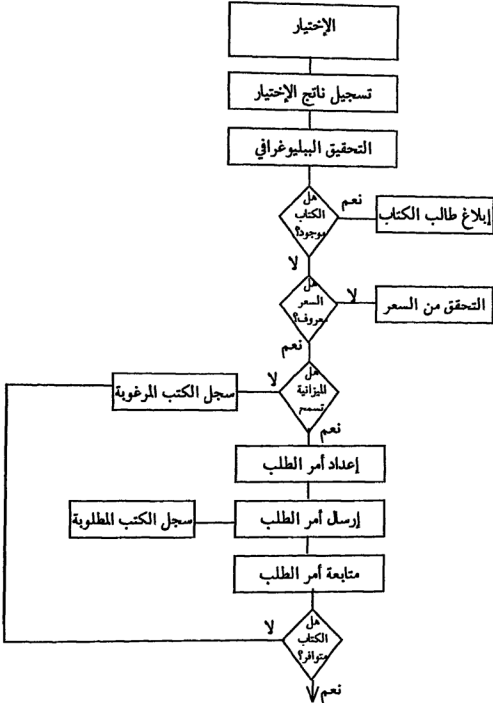 الإختيار
تسجيل ناتج الإختيار
التحقيق الببليوغرافي
هل
الكتاب
موجود؟
نعم
إبلاغ طالب الكتاب
لا
هل
السعر
معروف؟
لا
التحقق من السعر
نعم
هل
الميزانية
تسمح
لا
سجل الكتب المرغوبة
نعم
إعداد أمر الطلب
إرسال أمر الطلب
سجل الكتب المطلوبة
متابعة أمر الطلب
هل
الكتاب
متوافر؟
لا
نعم